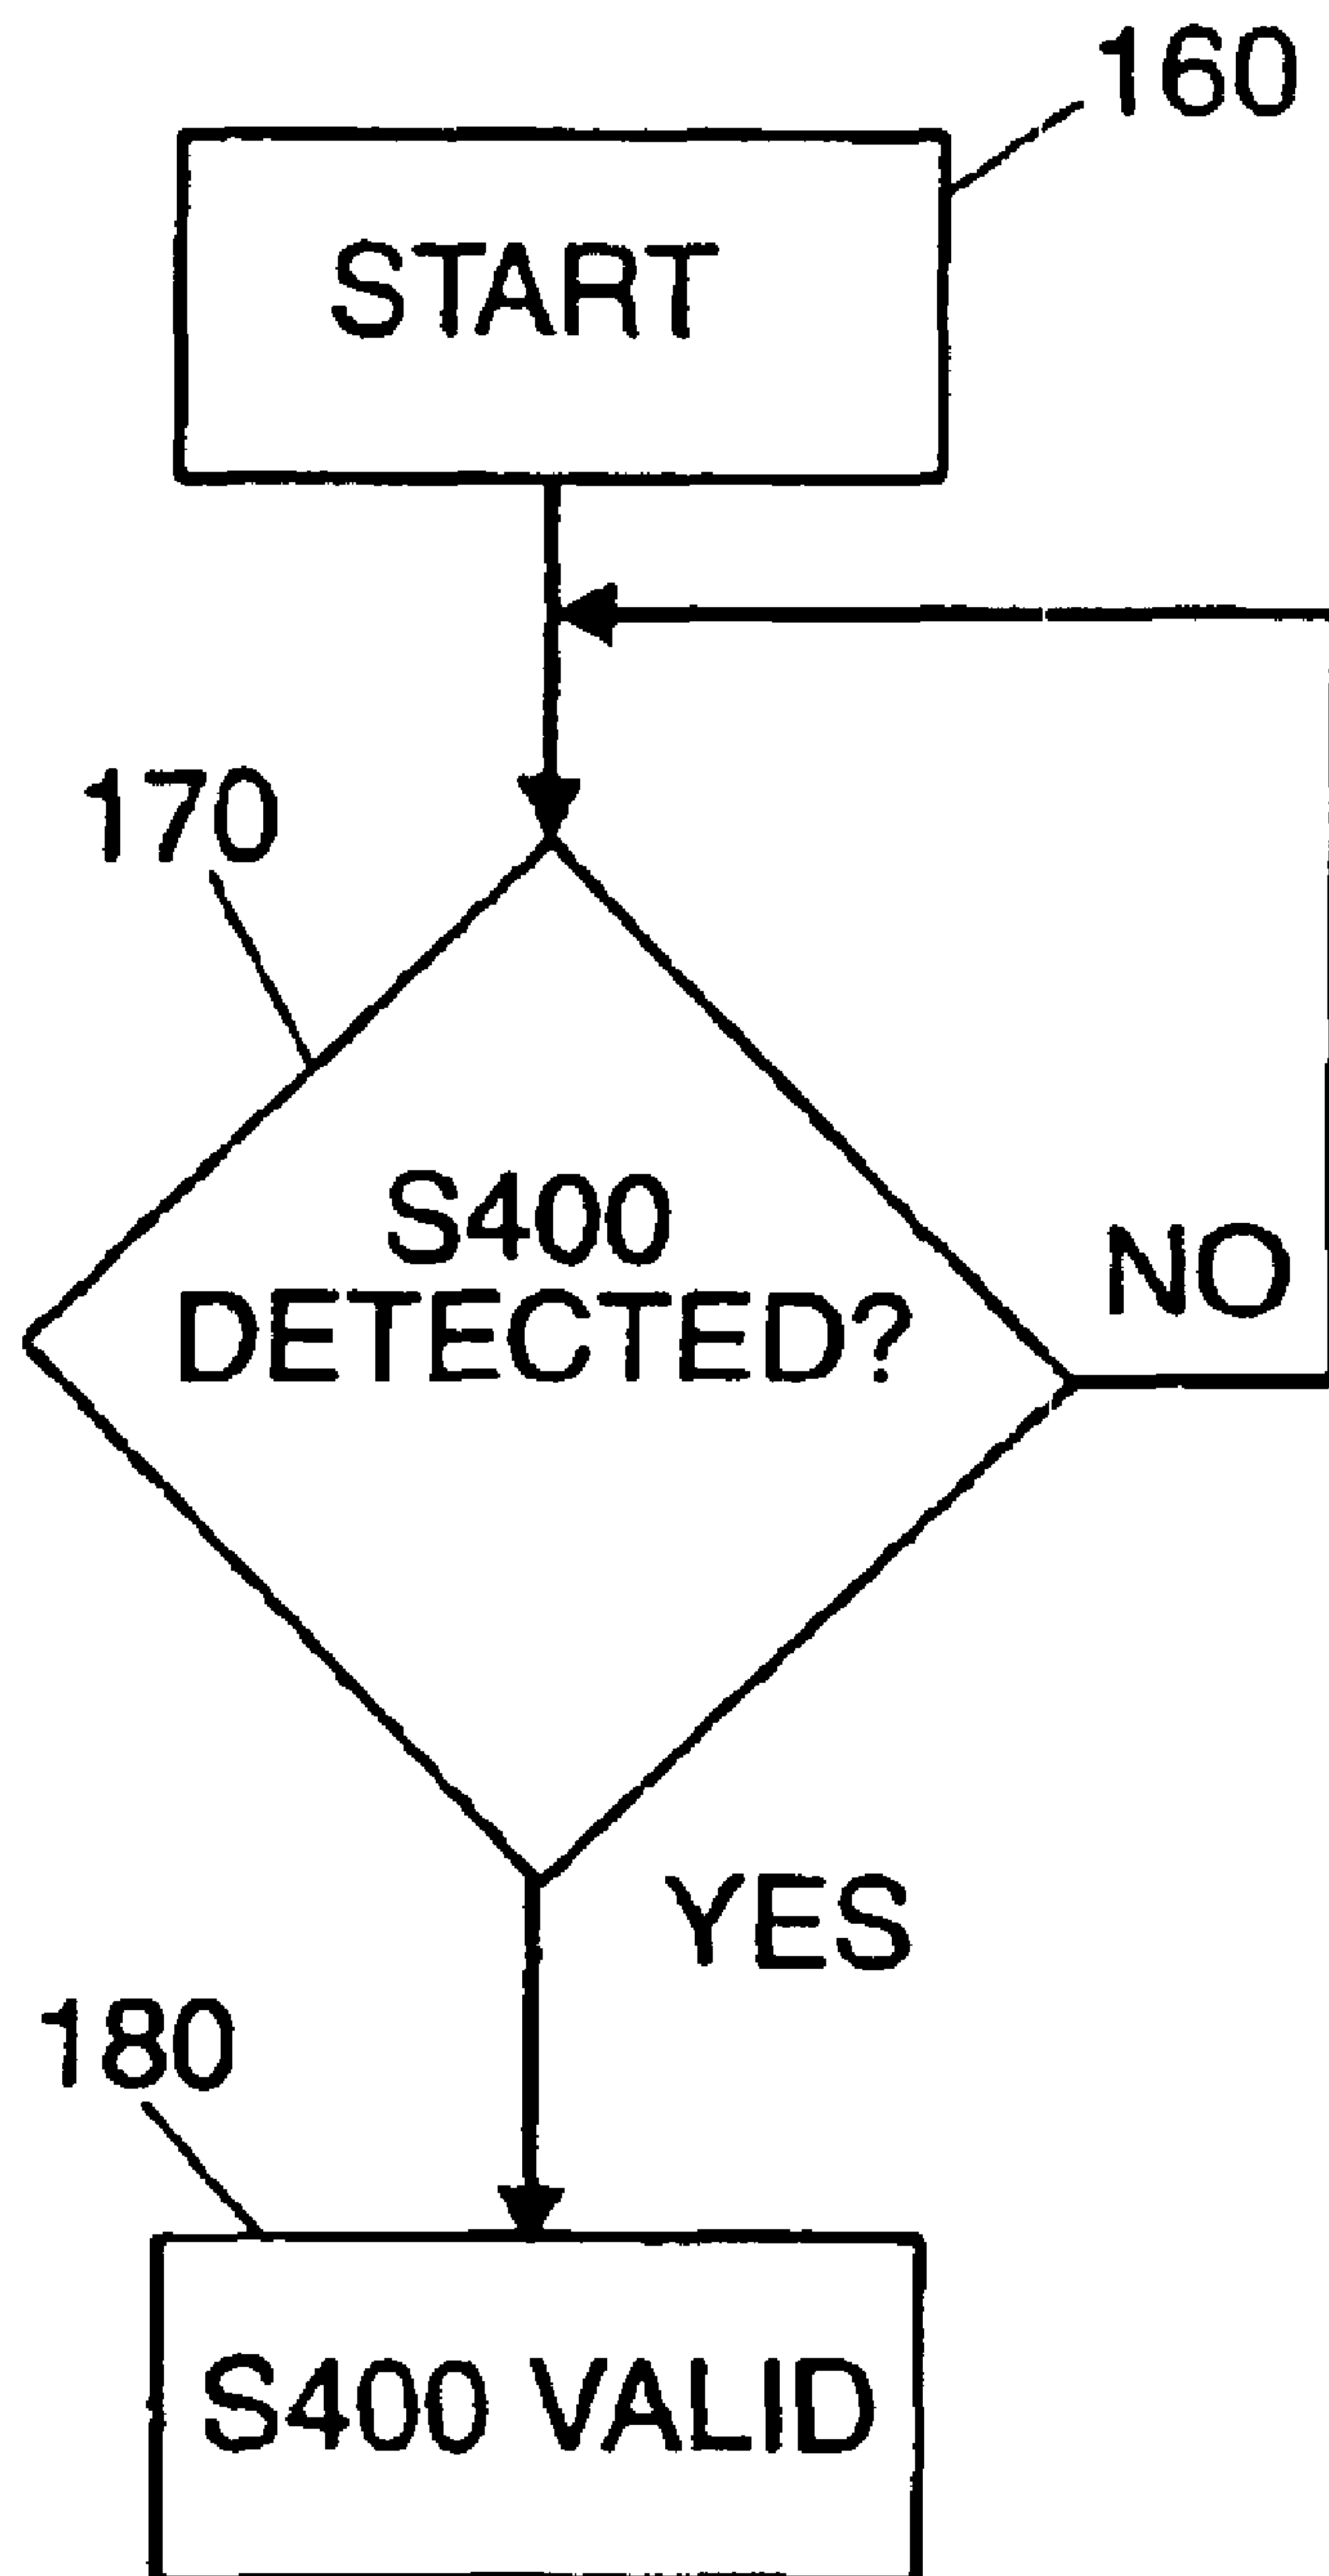 160
START
170
S400
DETECTED?
NO
YES
180
S400 VALID